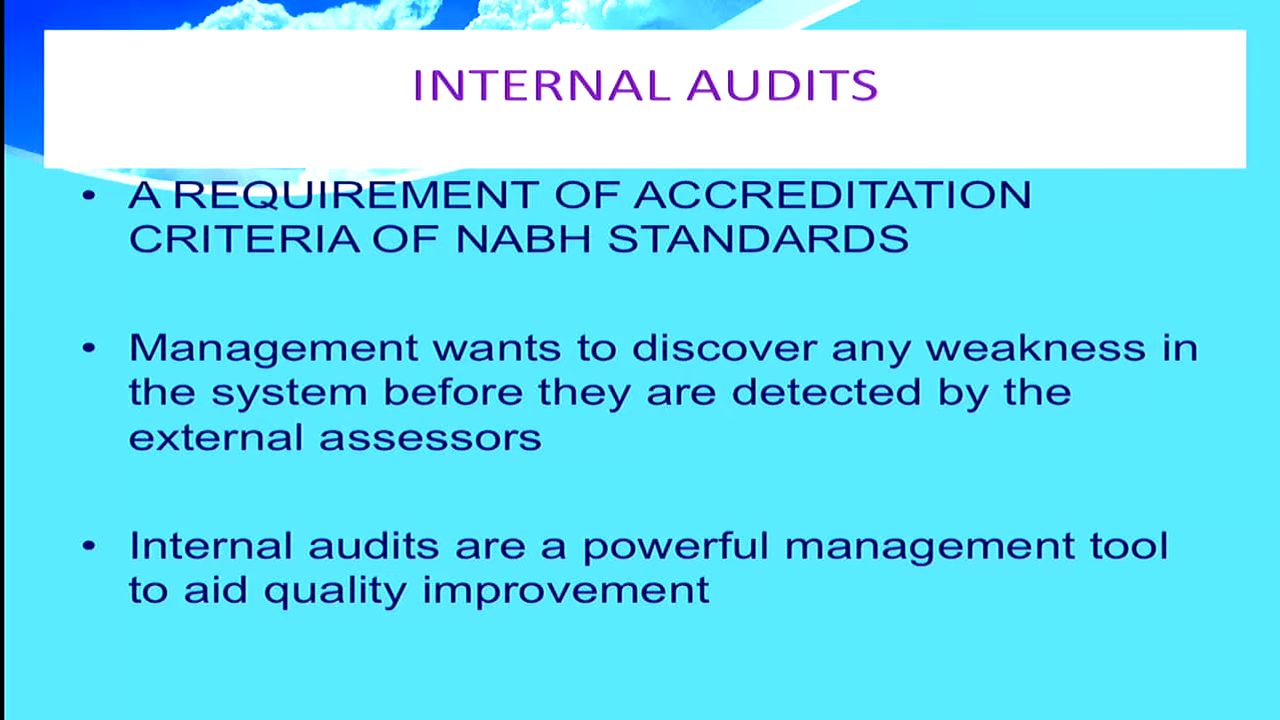 INTERNAL AUDITS
• A REQUIREMENT OF ACCREDITATION
CRITERIA OF NABH STANDARDS
• Management wants to discover any weakness in
the system before they are detected by the
external assessors
• Internal audits are a powerful management tool
to aid quality improvement